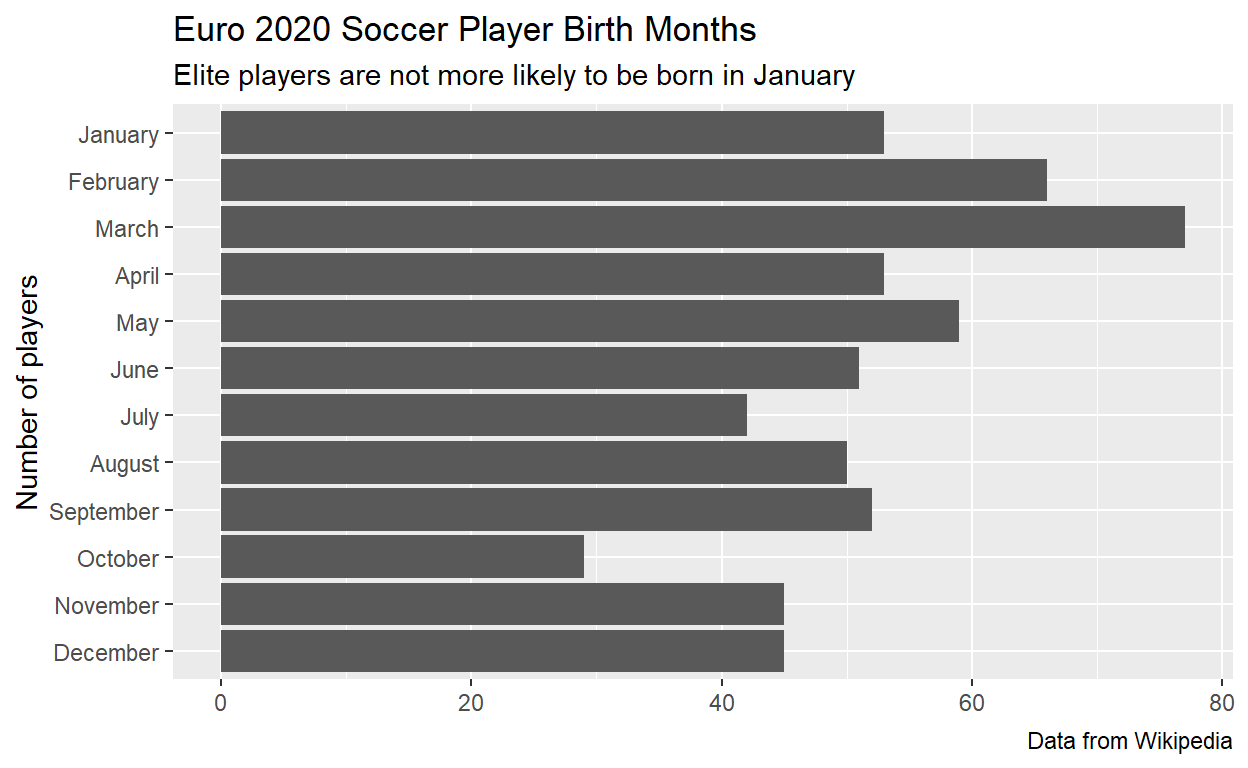 Euro 2020 Soccer Player Birth Months
Elite players are not more likely to be born in January
January
February
March
April
May
June
July
August
September
October
November
December
Number of players
0 20 40 60 80
Data from Wikipedia